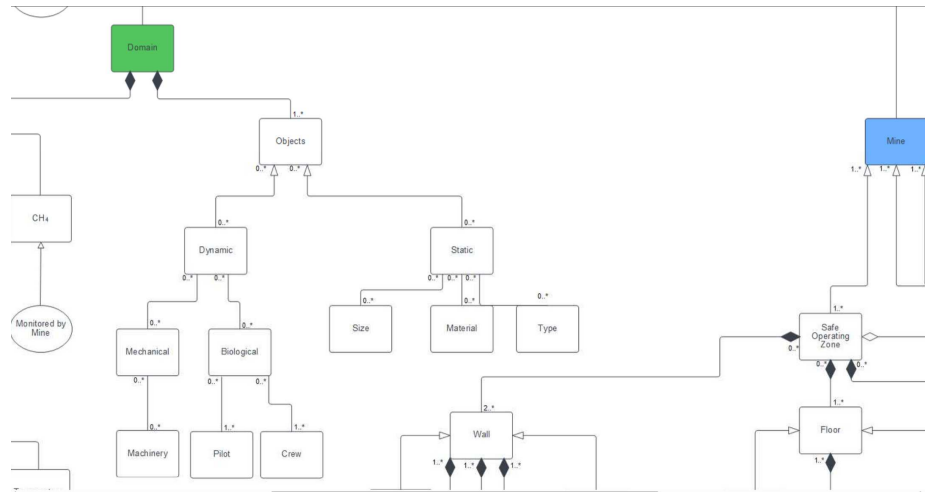 Domain
1..*
Objects
Mine
0..* 0..*
1..* 1..* 1..*
CH₄
0..* 0..*
Dynamic
Static
0..* 0..* 0..* 0..* 0..*
0..*
0..* 0..* 0..* 0..* 1..*
Monitored by
Mine
Size
Material
Type
Safe
Operating
Zone
Mechanical
Biological
0..*
0..* 0..* 0..* 0..* 0..*
2..* 1..*
0..* 1..* 1..*
Wall
Floor
Machinery
Pilot
Crew
1..* 1..* 1..* 1..*